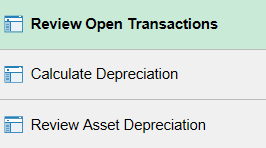 Review Open Transactions
Calculate Depreciation
Review Asset Depreciation